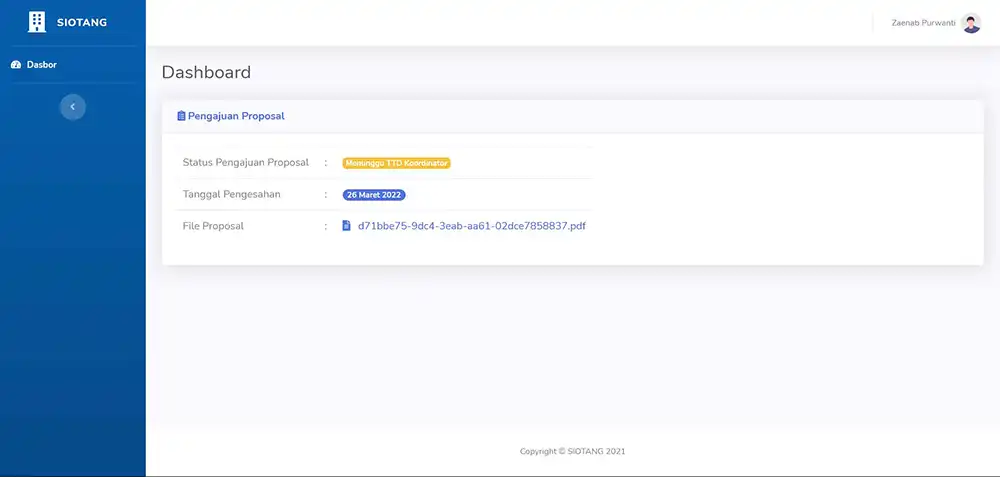 SIOTANG
Zaenab Purwanti
Dasbor
Dashboard
Pengajuan Proposal
Status Pengajuan Proposal : Menunggu TTD Koordinator
Tanggal Pengesahan : 26 Maret 2022
File Proposal : d71bbe75-9dc4-3eab-aa61-02dce7858837.pdf
Copyright © SIOTANG 2021